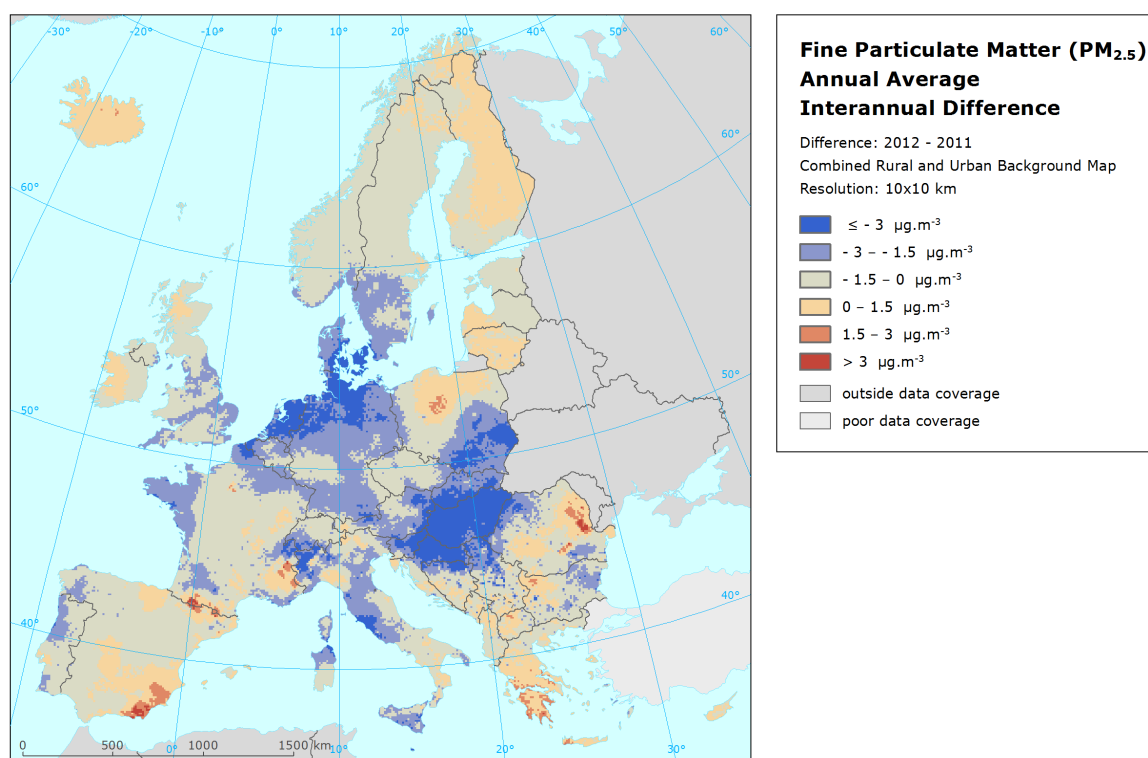 -30° -20° -10° 0° 10° 20° 30° 40° 50° 60°
60°
60°
50°
50°
40°
40°
0 500 1000 1500 km
0° 10° 20° 30°
Fine Particulate Matter (PM2.5)
Annual Average
Interannual Difference
Difference: 2012 - 2011
Combined Rural and Urban Background Map
Resolution: 10x10 km
≤ - 3 µg.m-3
- 3 – - 1.5 µg.m-3
- 1.5 – 0 µg.m-3
0 – 1.5 µg.m-3
1.5 – 3 µg.m-3
> 3 µg.m-3
outside data coverage
poor data coverage